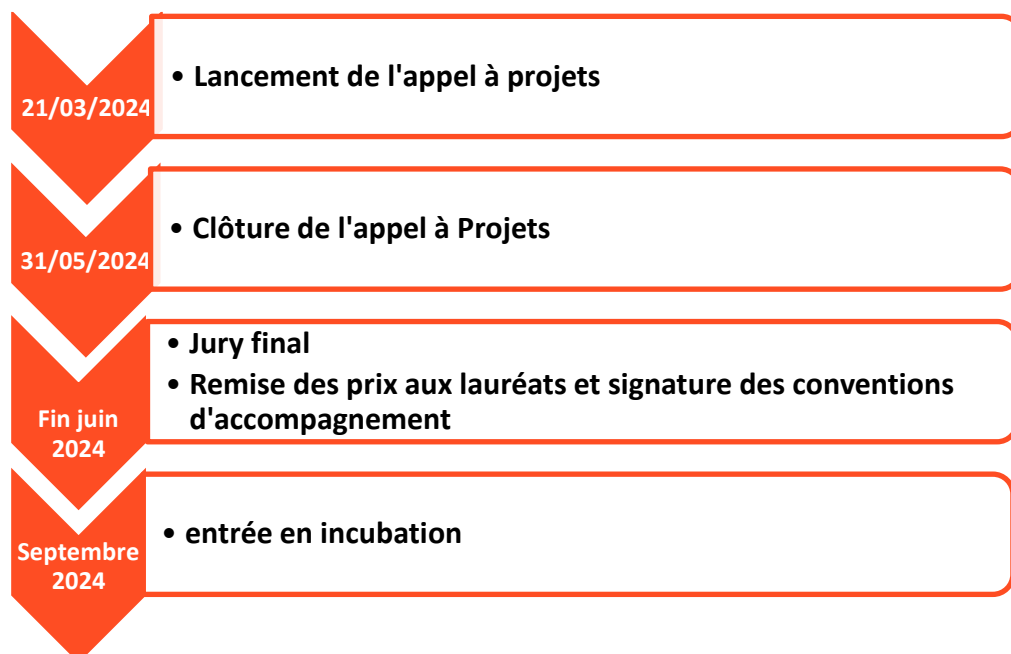 21/03/2024
• Lancement de l'appel à projets
31/05/2024
• Clôture de l'appel à Projets
Fin juin
2024
• Jury final
• Remise des prix aux lauréats et signature des conventions
d'accompagnement
Septembre
2024
• entrée en incubation